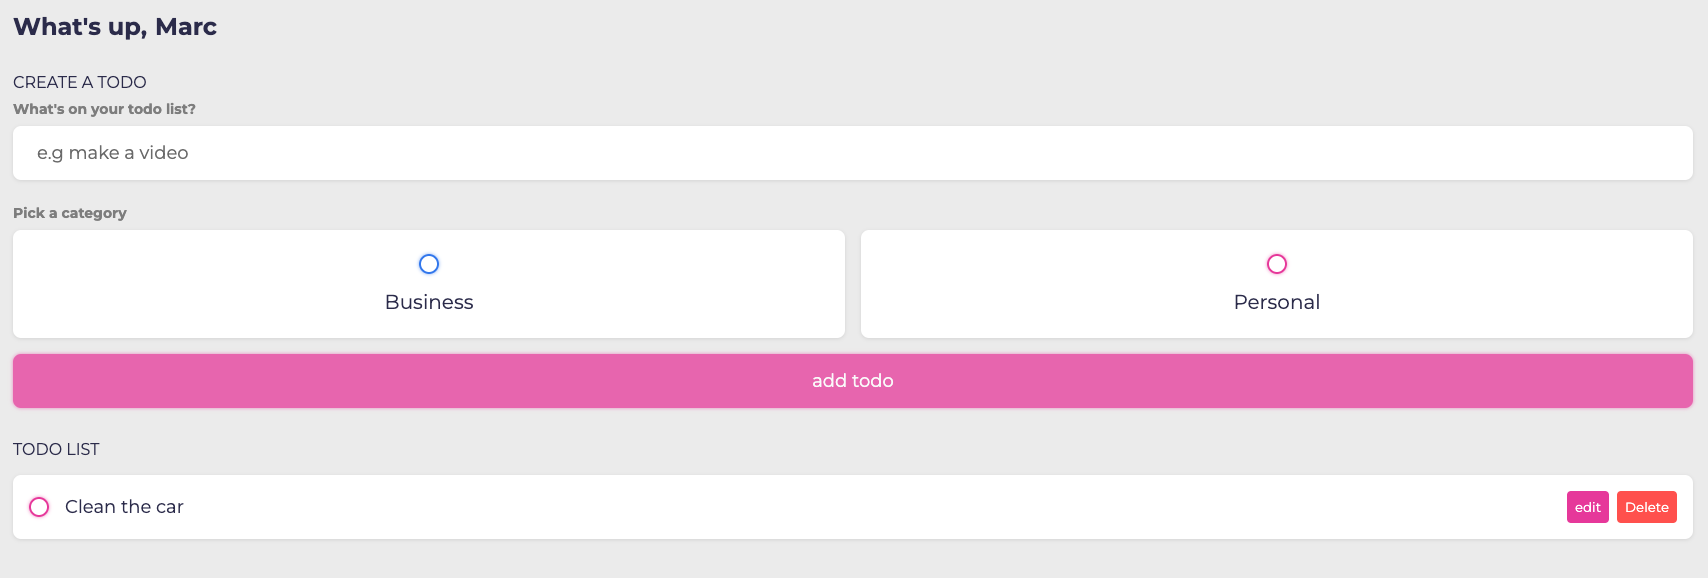 What's up, Marc
CREATE A TODO
What's on your todo list?
e.g make a video
Pick a category
Business
Personal
add todo
TODO LIST
Clean the car
edit
Delete